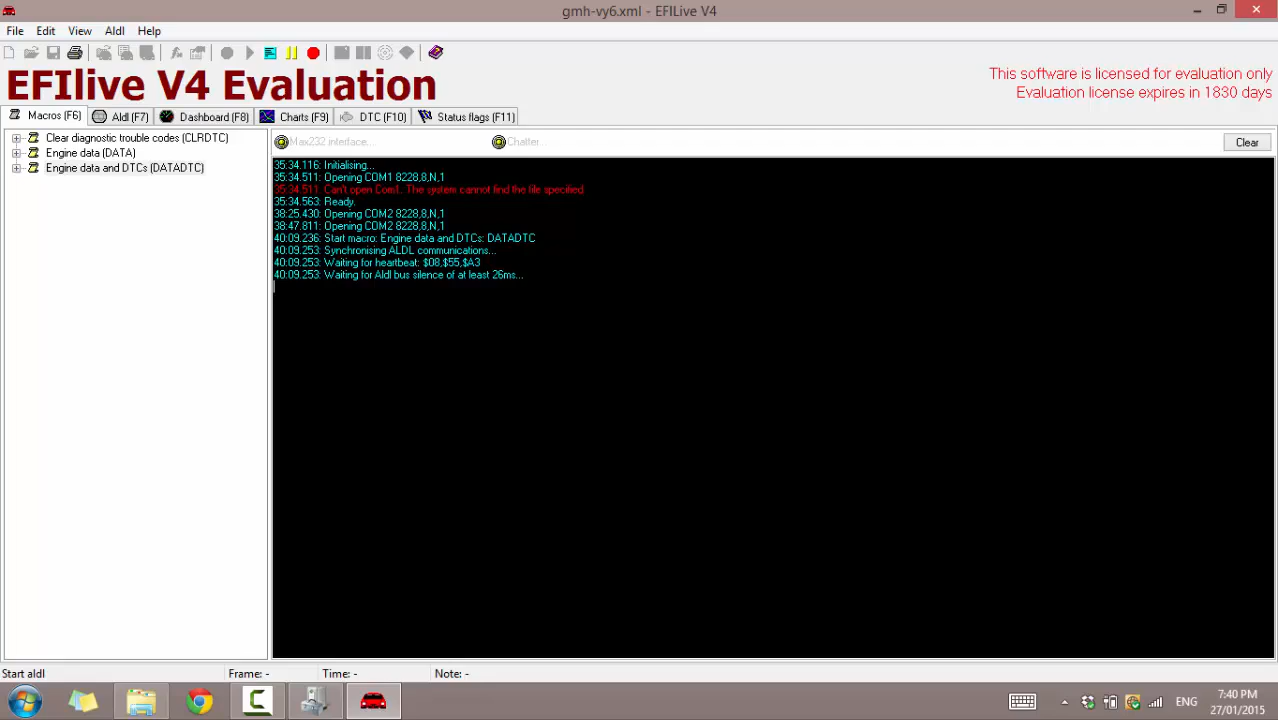 gmh-vy6.xml - EFILive V4
File Edit View Aldl Help
EFIlive V4 Evaluation
This software is licensed for evaluation only
Evaluation license expires in 1830 days
Macros (F6) Aldl (F7) Dashboard (F8) Charts (F9) DTC (F10) Status flags (F11)
Clear diagnostic trouble codes (CLRDTC)
Engine data (DATA)
Engine data and DTCs (DATADTC)
Max232 interface... Chatter... Clear
35:34.116: Initialising...
35:34.511: Opening COM1 8228,8,N,1
35:34.511: Can't open Com1.. The system cannot find the file specified
35:34.563: Ready.
38:25.430: Opening COM2 8228,8,N,1
38:47.811: Opening COM2 8228,8,N,1
40:09.236: Start macro: Engine data and DTCs: DATADTC
40:09.253: Synchronising ALDL communications...
40:09.253: Waiting for heartbeat: $08,$55,$A3
40:09.253: Waiting for Aldl bus silence of at least 26ms...
Start aldl Frame: - Time: - Note: -
ENG
7:40 PM
27/01/2015